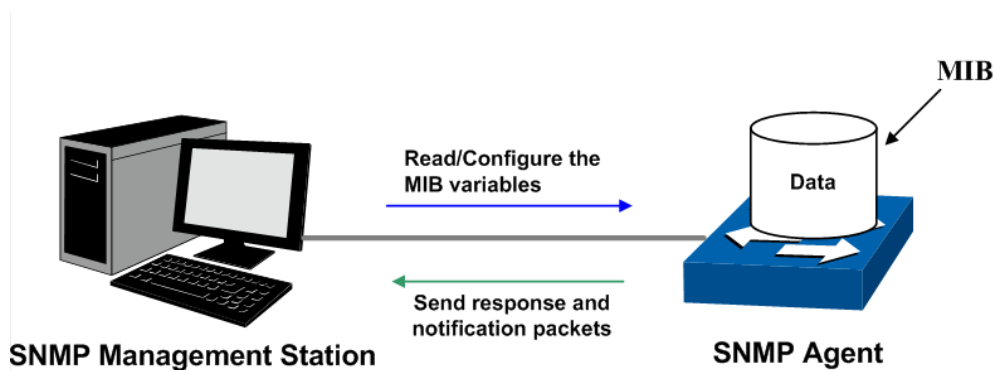 MIB
Read/Configure the
MIB variables
Data
Send response and
notification packets
SNMP Management Station
SNMP Agent